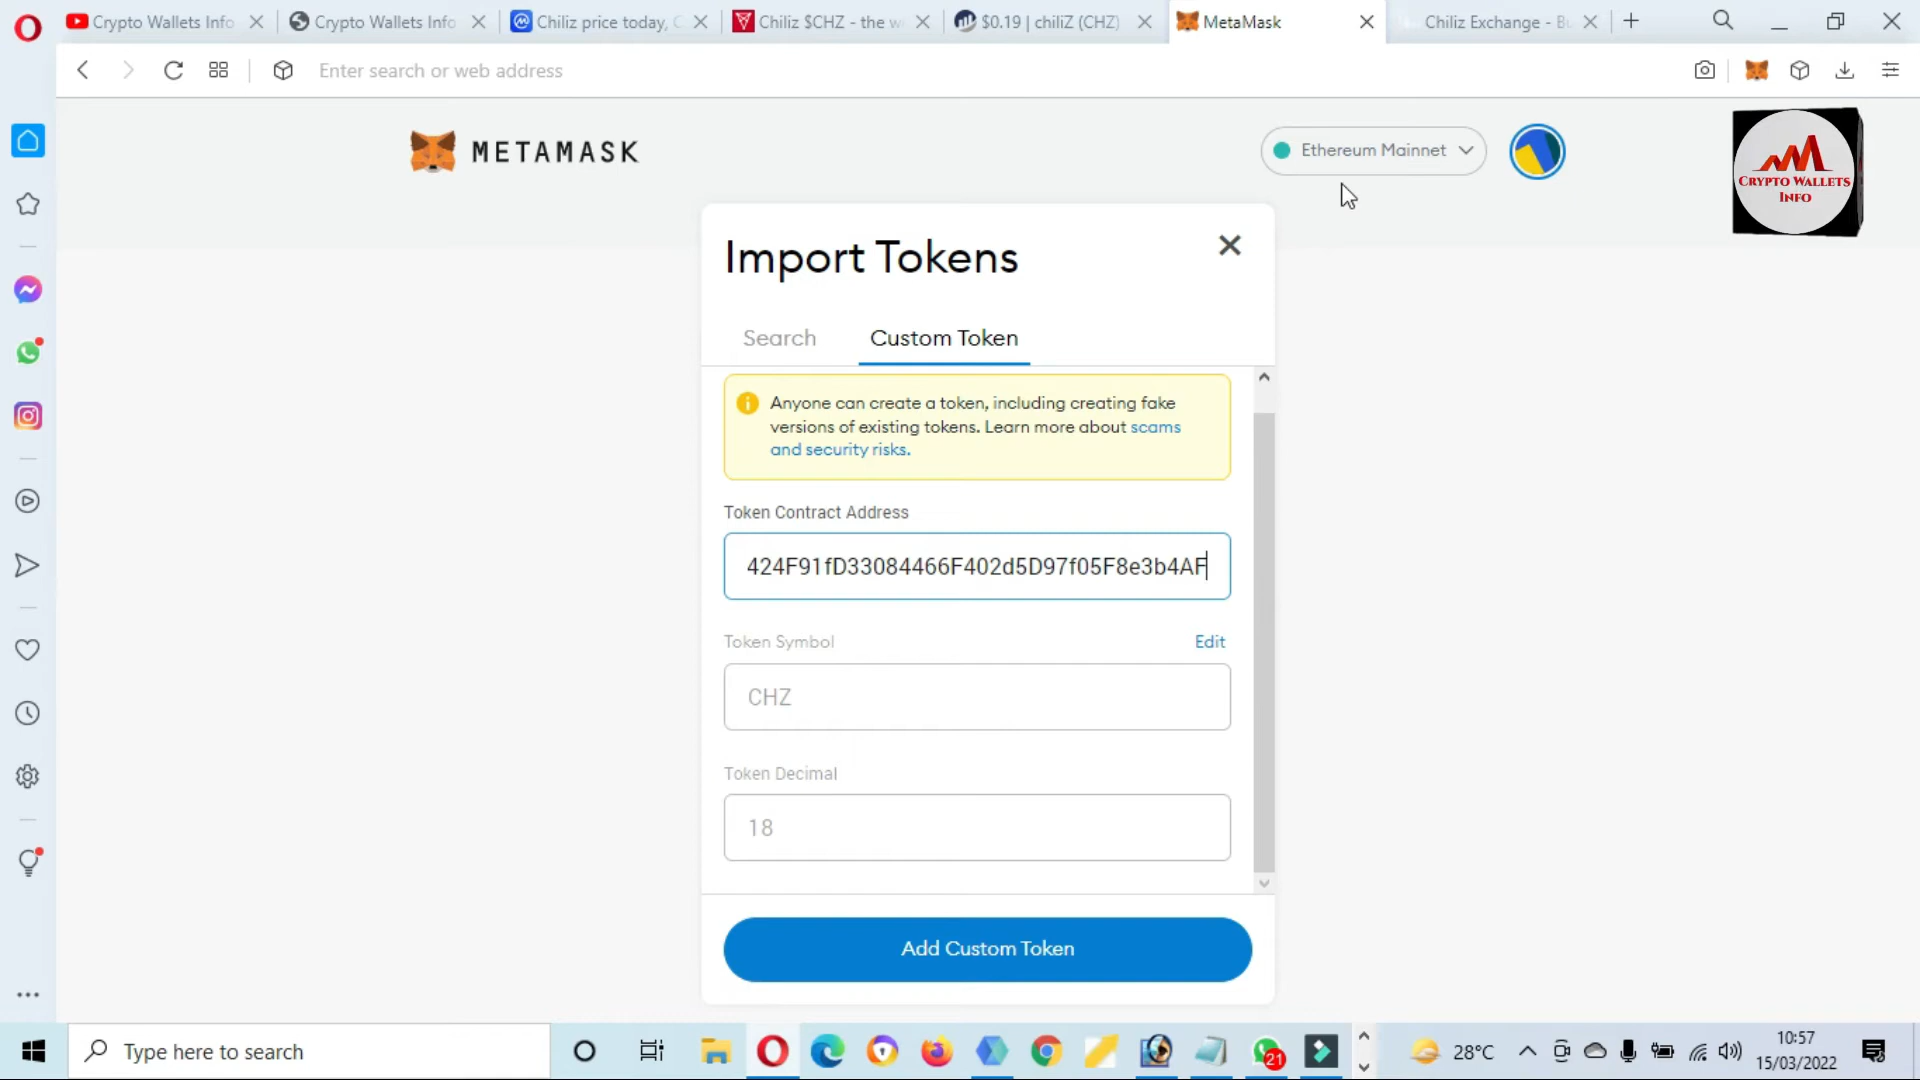 Crypto Wallets Info
Crypto Wallets Info
Chiliz price today, C
Chiliz $CHZ - the w
$0.19 | chiliZ (CHZ)
MetaMask
Chiliz Exchange - Bu
Enter search or web address
METAMASK
Ethereum Mainnet
CRYPTO WALLETS
INFO
Import Tokens
Search
Custom Token
Anyone can create a token, including creating fake
versions of existing tokens. Learn more about scams
and security risks.
Token Contract Address
424F91fD33084466F402d5D97f05F8e3b4AF
Token Symbol
Edit
CHZ
Token Decimal
18
Add Custom Token
Type here to search
21
28°C
10:57
15/03/2022